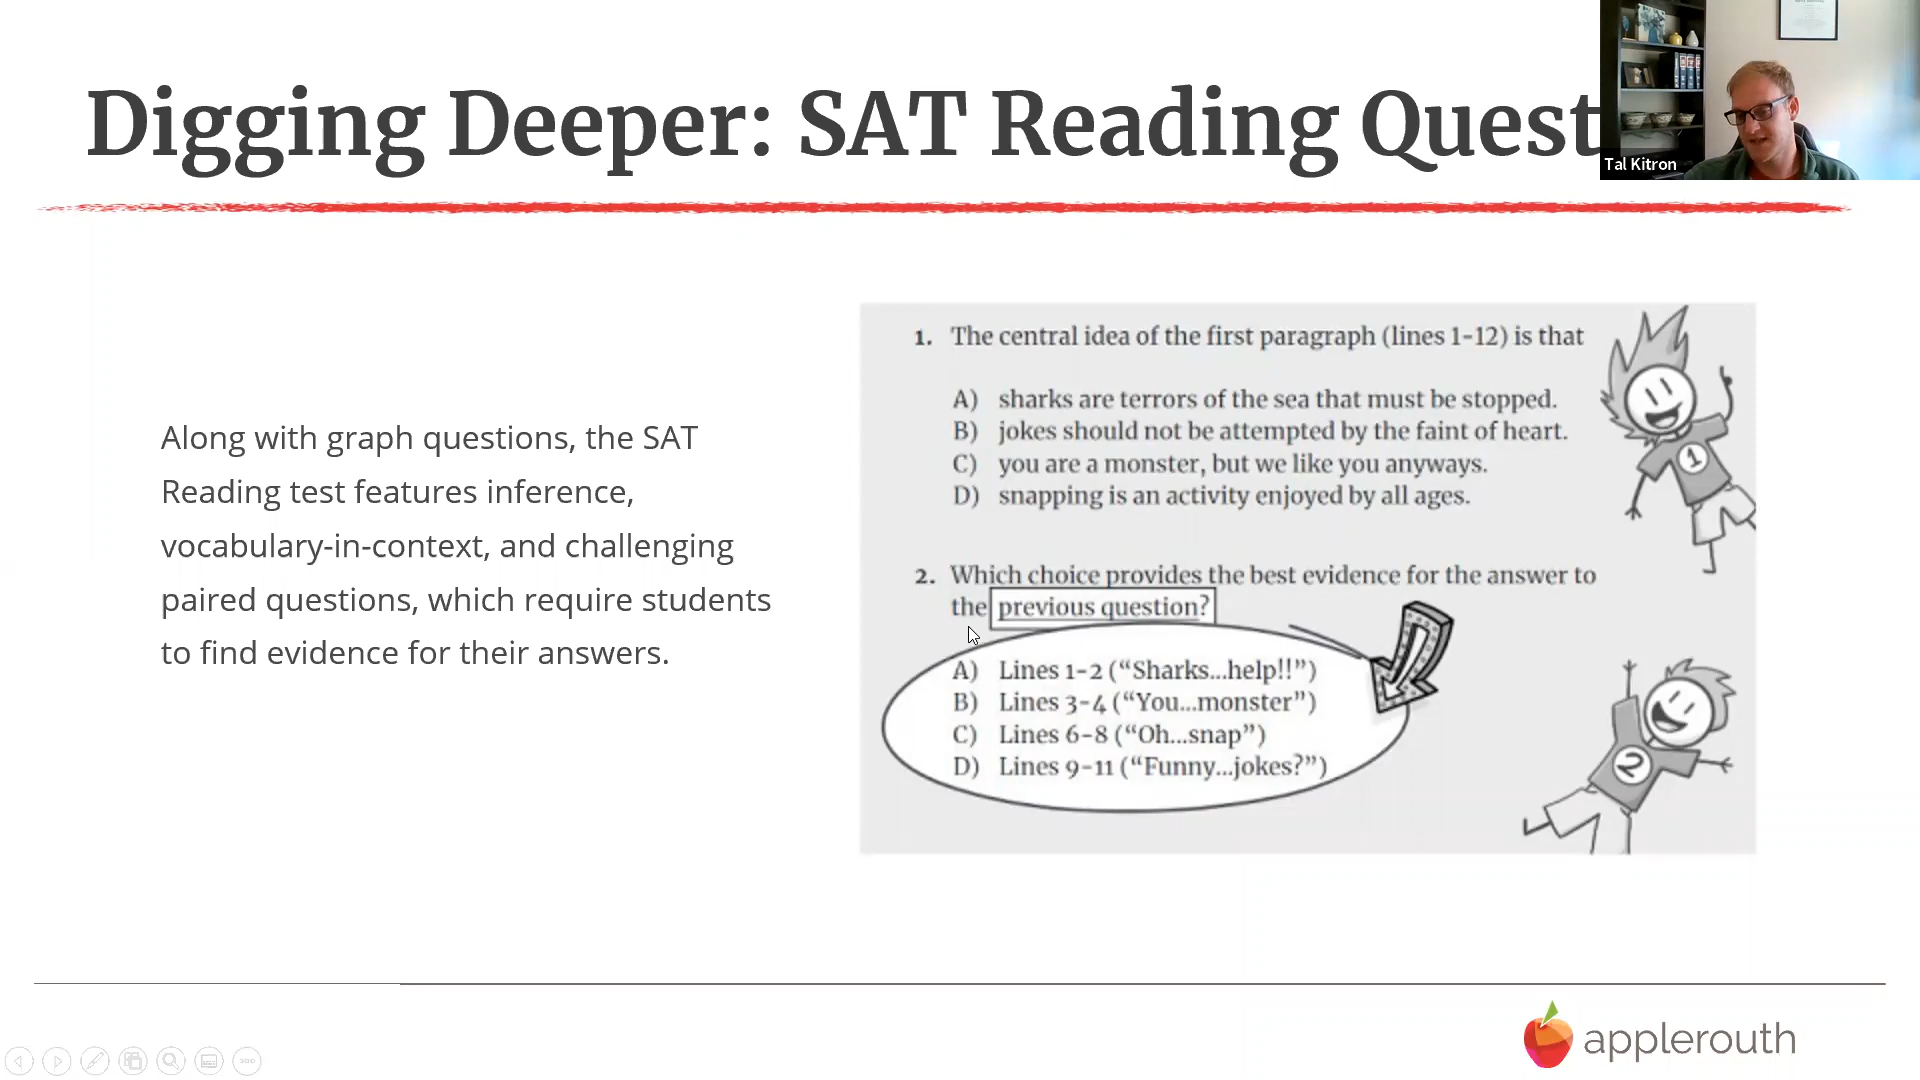 Digging Deeper: SAT Reading Quest
Tal Kitron
Along with graph questions, the SAT
Reading test features inference,
vocabulary-in-context, and challenging
paired questions, which require students
to find evidence for their answers.
1. The central idea of the first paragraph (lines 1-12) is that
A) sharks are terrors of the sea that must be stopped.
B) jokes should not be attempted by the faint of heart.
C) you are a monster, but we like you anyways.
D) snapping is an activity enjoyed by all ages.
1
2. Which choice provides the best evidence for the answer to
the previous question?
A) Lines 1-2 (“Sharks...help!!”)
B) Lines 3-4 (“You...monster”)
C) Lines 6-8 (“Oh...snap”)
D) Lines 9-11 (“Funny...jokes?”)
2
applerouth